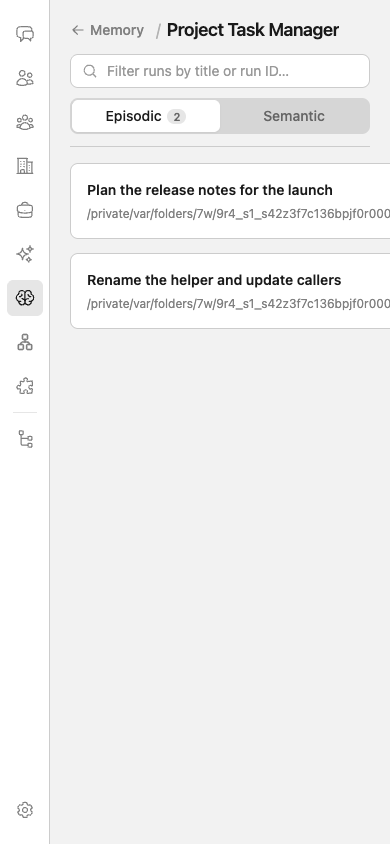 Memory / Project Task Manager
Filter runs by title or run ID...
Episodic 2 Semantic
Plan the release notes for the launch
/private/var/folders/7w/9r4_s1_s42z3f7c136bpjf0r000
Rename the helper and update callers
/private/var/folders/7w/9r4_s1_s42z3f7c136bpjf0r000